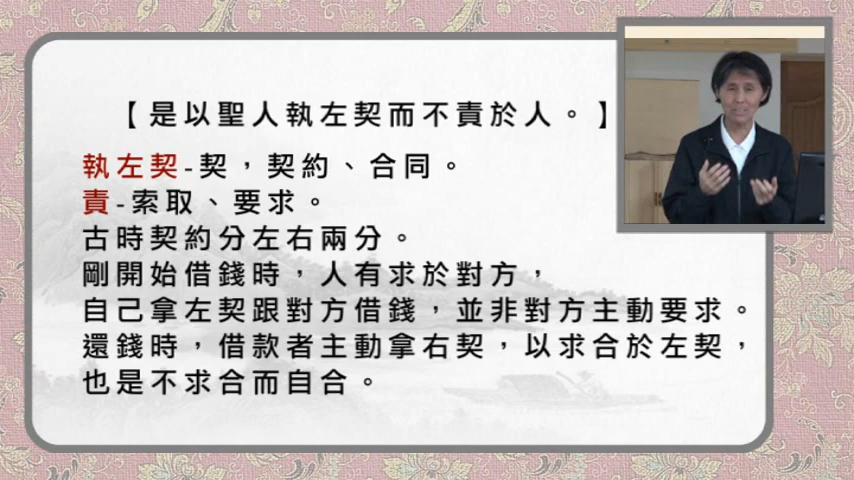 【是以聖人執左契而不責於人。】
執左契-契，契約、合同。
責-索取、要求。
古時契約分左右兩分。
剛開始借錢時，人有求於對方，
自己拿左契跟對方借錢，並非對方主動要求。
還錢時，借款者主動拿右契，以求合於左契，
也是不求合而自合。